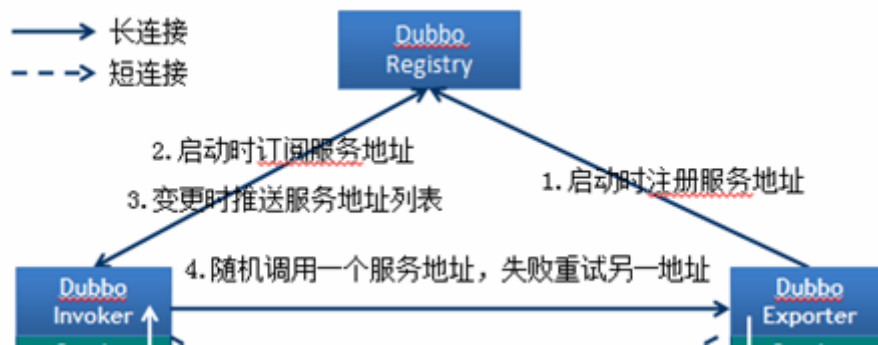 长连接
短连接
Dubbo
Registry
2.启动时订阅服务地址
3.变更时推送服务地址列表
1.启动时注册服务地址
4.随机调用一个服务地址，失败重试另一地址
Dubbo
Invoker
Dubbo
Exporter